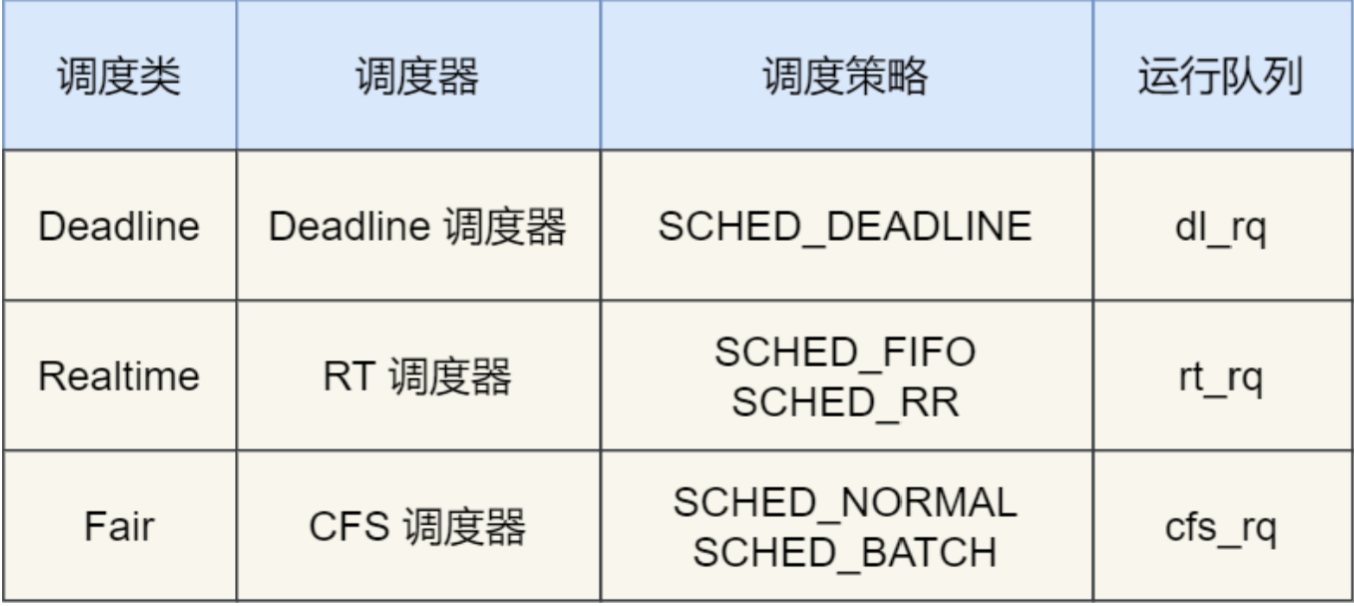 调度类 调度器 调度策略 运行队列
Deadline Deadline 调度器 SCHED_DEADLINE dl_rq
Realtime RT 调度器 SCHED_FIFO SCHED_RR rt_rq
Fair CFS 调度器 SCHED_NORMAL SCHED_BATCH cfs_rq